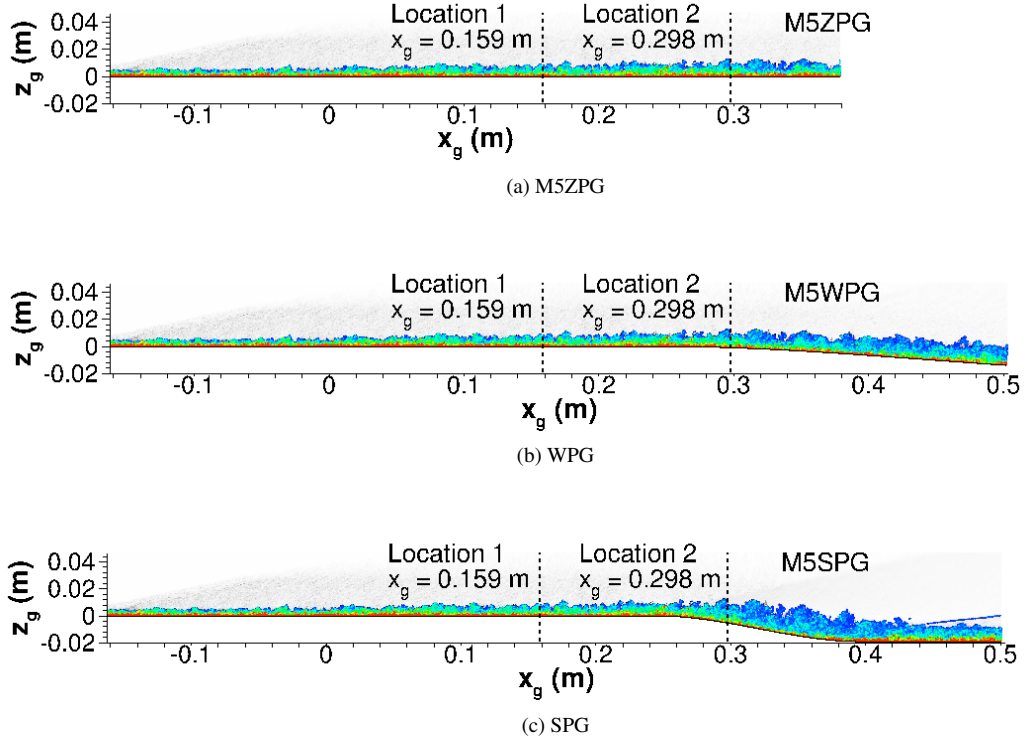 0.04
Location 1
Location 2
M5ZPG
0.02
x_g = 0.159 m
x_g = 0.298 m
0
-0.02
z_g (m)
-0.1 0 0.1 0.2 0.3
x_g (m)
(a) M5ZPG
0.04
Location 1
Location 2
M5WPG
0.02
x_g = 0.159 m
x_g = 0.298 m
0
-0.02
z_g (m)
-0.1 0 0.1 0.2 0.3 0.4 0.5
x_g (m)
(b) WPG
0.04
Location 1
Location 2
M5SPG
0.02
x_g = 0.159 m
x_g = 0.298 m
0
-0.02
z_g (m)
-0.1 0 0.1 0.2 0.3 0.4 0.5
x_g (m)
(c) SPG